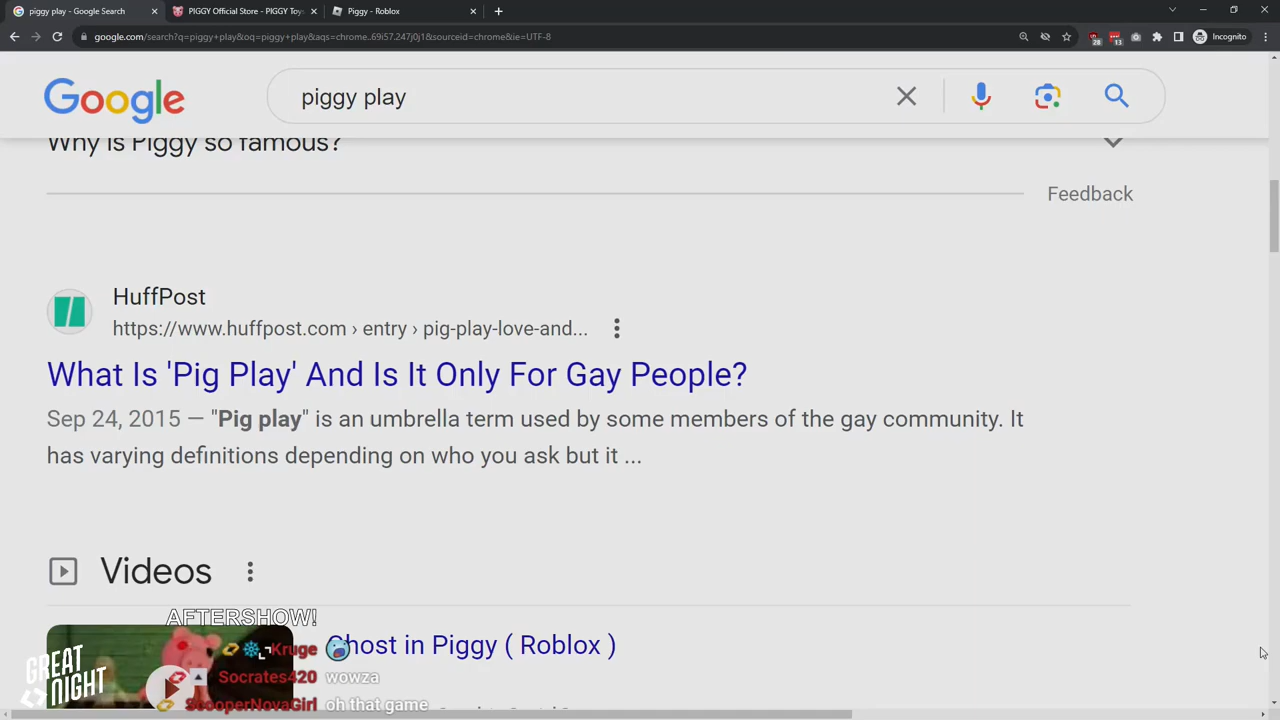 piggy play - Google Search
PIGGY Official Store - PIGGY Toy
Piggy - Roblox
google.com/search?q=piggy+play&oq=piggy+play&aqs=chrome..69i57.247j0j1&sourceid=chrome&ie=UTF-8
28
13
Incognito
Google
piggy play
Why is Piggy so famous?
Feedback
HuffPost
https://www.huffpost.com › entry › pig-play-love-and...
What Is 'Pig Play' And Is It Only For Gay People?
Sep 24, 2015 — "Pig play" is an umbrella term used by some members of the gay community. It
has varying definitions depending on who you ask but it ...
Videos
AFTERSHOW!
Ghost in Piggy ( Roblox )
Kruge
Socrates420 wowza
ScooperNovaGirl oh that game
GREAT
NIGHT